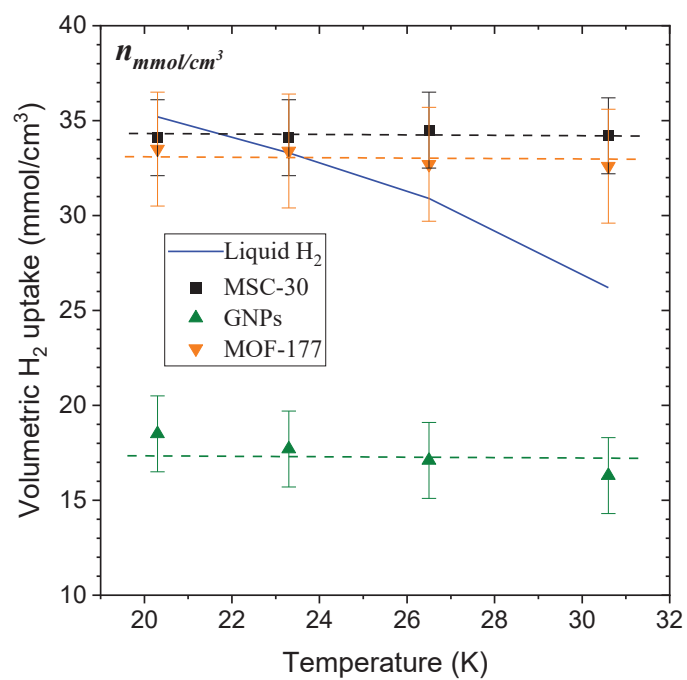 n mmol/cm³
Volumetric H₂ uptake (mmol/cm³)
40
35
30
25
20
15
10
Liquid H₂
MSC-30
GNPs
MOF-177
20 22 24 26 28 30 32
Temperature (K)